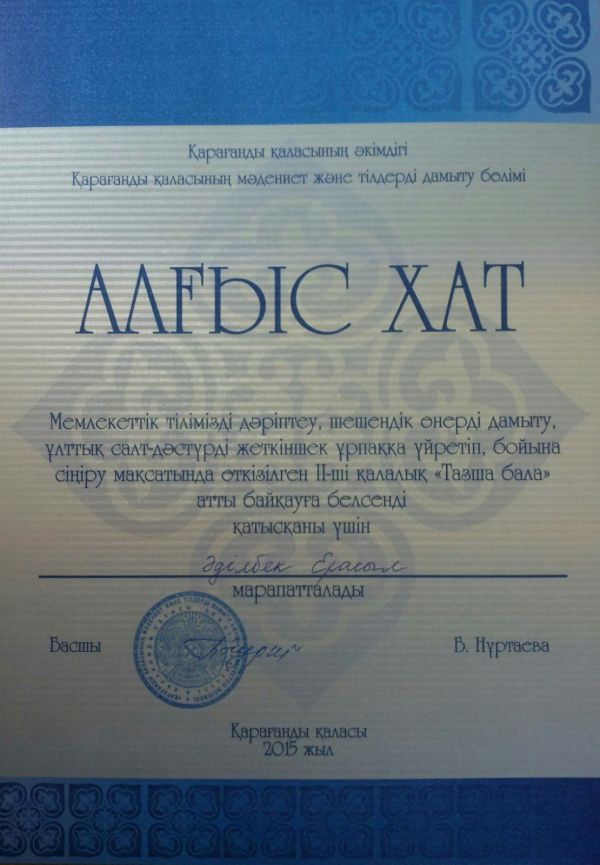 Қарағанды қаласының әкімдігі
Қарағанды қаласының мәдениет және тілдерді дамыту бөлімі
АЛҒЫС ХАТ
Мемлекеттік тілімізді дәріптеу, шешендік өнерді дамыту,
ұлттық салт-дәстүрді жеткіншек ұрпаққа үйретіп, бойына
сіңіру мақсатында өткізілген ІІ-ші қалалық «Тазша бала»
атты байқауға белсенді
қатысқаны үшін
Әділбек Ерасыл
марапатталады
Басшы
Б. Нұртаева
Қарағанды қаласы
2015 жыл